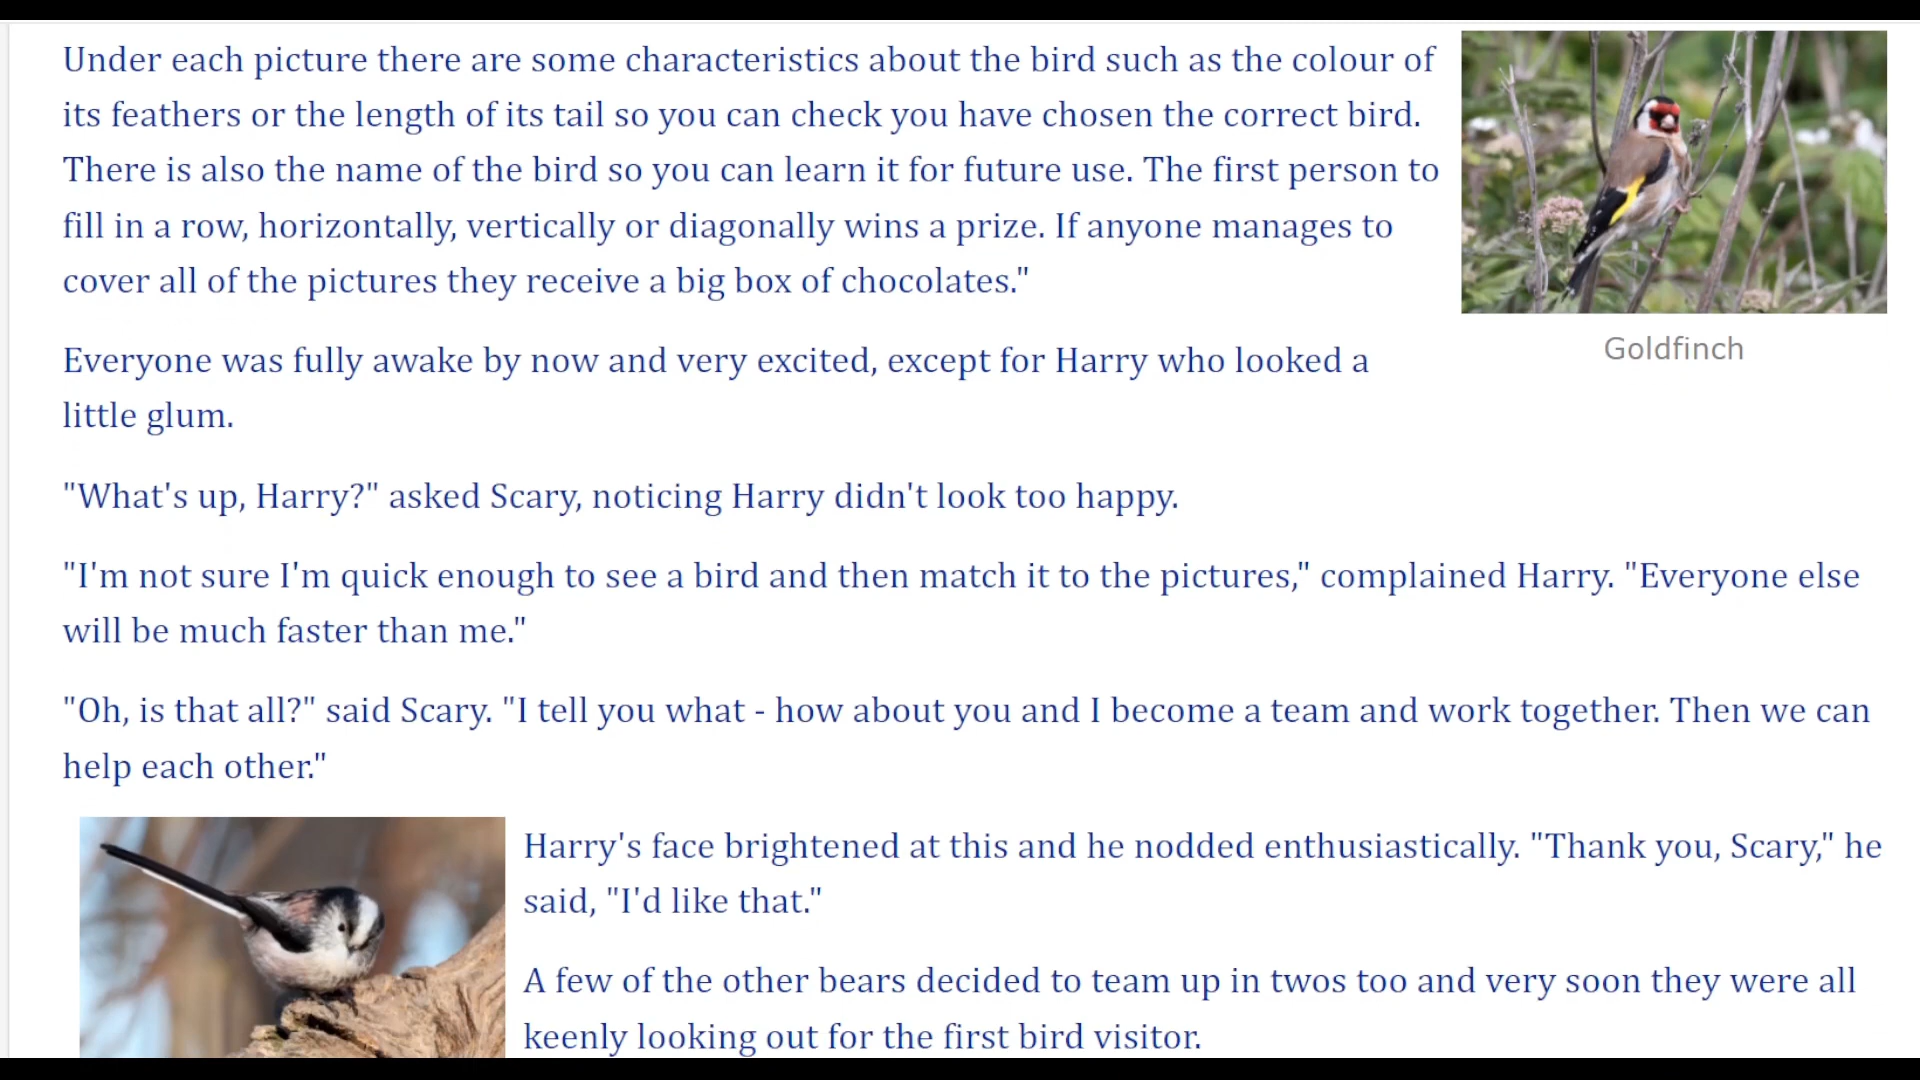 Under each picture there are some characteristics about the bird such as the colour of
its feathers or the length of its tail so you can check you have chosen the correct bird.
There is also the name of the bird so you can learn it for future use. The first person to
fill in a row, horizontally, vertically or diagonally wins a prize. If anyone manages to
cover all of the pictures they receive a big box of chocolates."
Goldfinch
Everyone was fully awake by now and very excited, except for Harry who looked a
little glum.
"What's up, Harry?" asked Scary, noticing Harry didn't look too happy.
"I'm not sure I'm quick enough to see a bird and then match it to the pictures," complained Harry. "Everyone else
will be much faster than me."
"Oh, is that all?" said Scary. "I tell you what - how about you and I become a team and work together. Then we can
help each other."
Harry's face brightened at this and he nodded enthusiastically. "Thank you, Scary," he
said, "I'd like that."
A few of the other bears decided to team up in twos too and very soon they were all
keenly looking out for the first bird visitor.